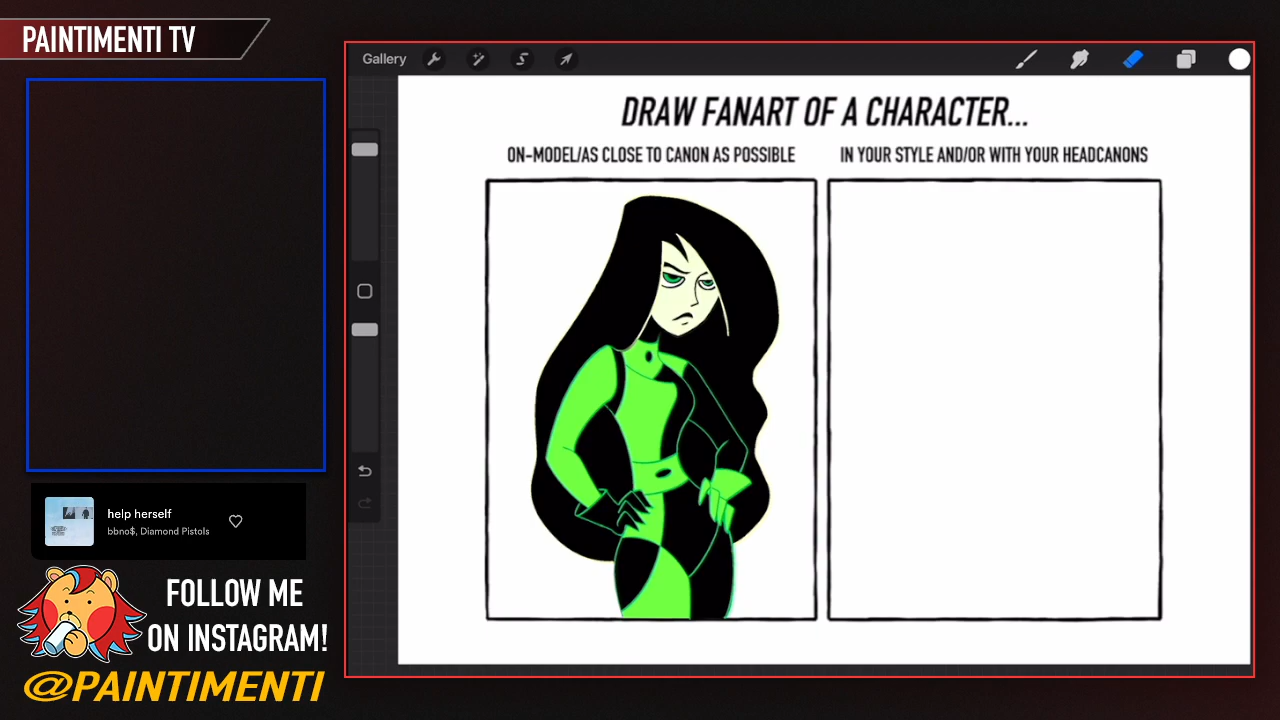 PAINTIMENTI TV
Gallery
DRAW FANART OF A CHARACTER...
ON-MODEL/AS CLOSE TO CANON AS POSSIBLE
IN YOUR STYLE AND/OR WITH YOUR HEADCANONS
help herself
bbno$, Diamond Pistols
FOLLOW ME
ON INSTAGRAM!
@PAINTIMENTI